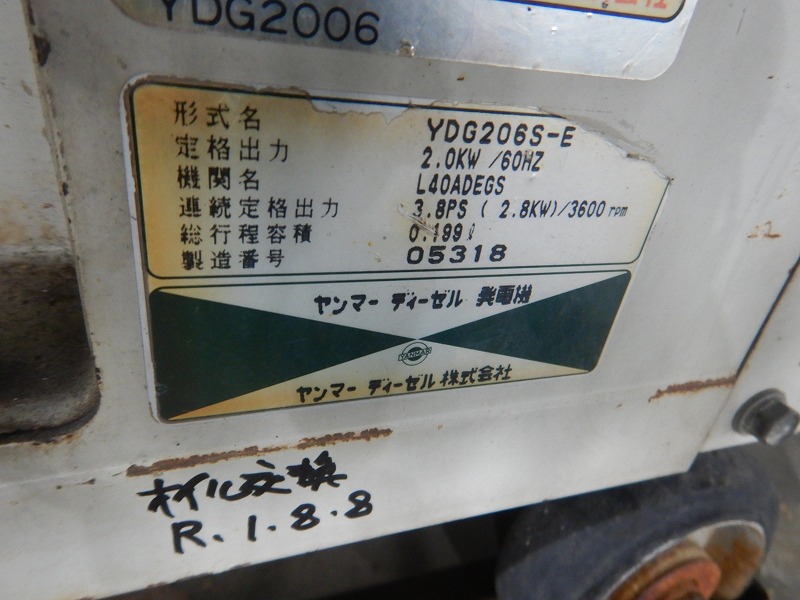 YDG2006
形式名 YDG206S-E
定格出力 2.0KW /60HZ
機関名 L40ADEGS
連続定格出力 3.8PS ( 2.8KW)/3600 rpm
総行程容積 0.199ℓ
製造番号 05318
ヤンマー ディーゼル 発電機
YANMAR
ヤンマー ディーゼル 株式会社
オイル交換
R.1.8.8